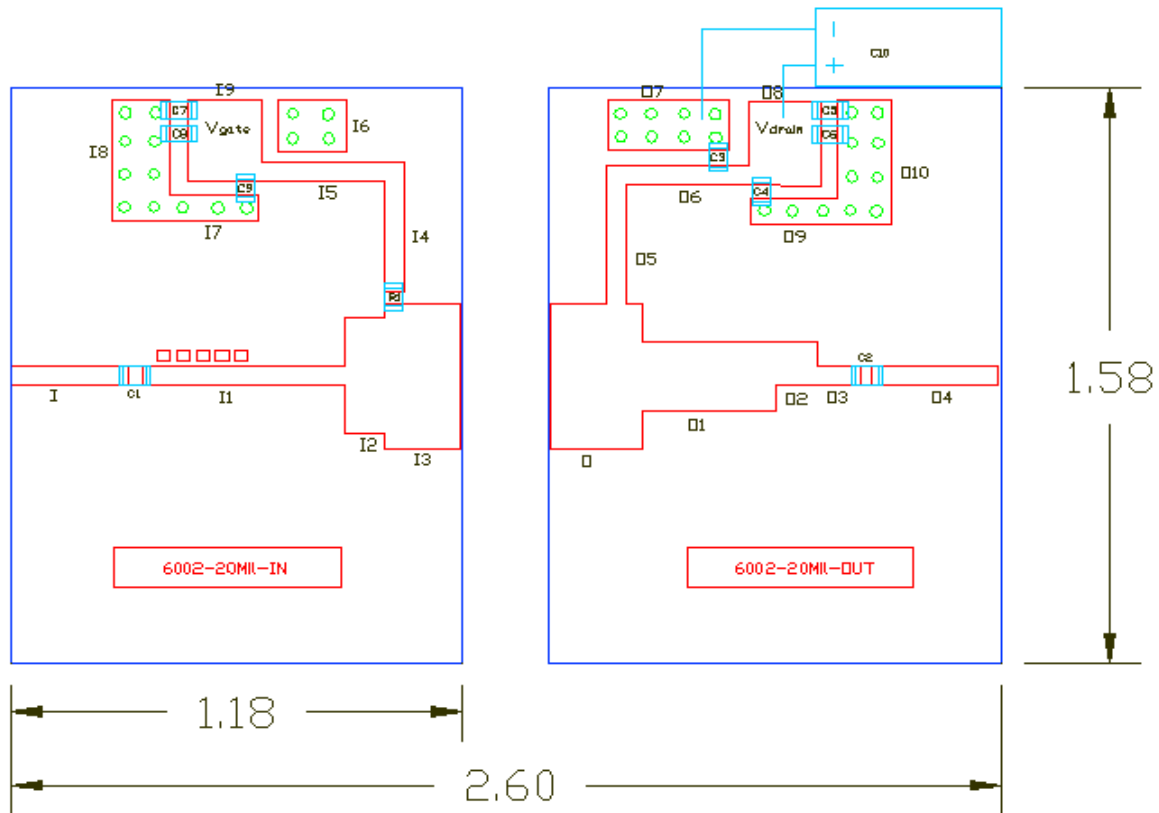 C10
- 
+
I9
O7
O8
C7
C5
Vgate
I6
Vdrain
C8
C6
I8
C3
O10
C9
I5
O6
C4
I7
O9
I4
O5
C2
1.58
I
C1
I1
O2
O3
O4
I2
O1
I3
O
6002-20Mil-IN
6002-20Mil-OUT
1.18
2.60